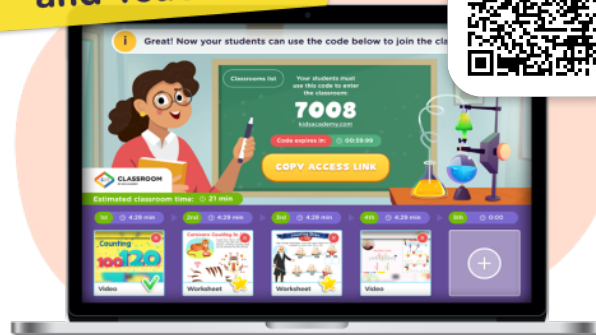 Great! Now your students can use the code below to join the cla
Classrooms list
Your students must
use this code to enter
the classroom:
7008
kidsacademy.com
Code expires in: 00:59:99
COPY ACCESS LINK
CLASSROOM
Estimated classroom time: 21 min
1st 4:29 min 2nd 4:29 min 3rd 4:29 min 4th 4:29 min 5th 0:00
Counting
100 120
Video
Worksheet
Worksheet
Video